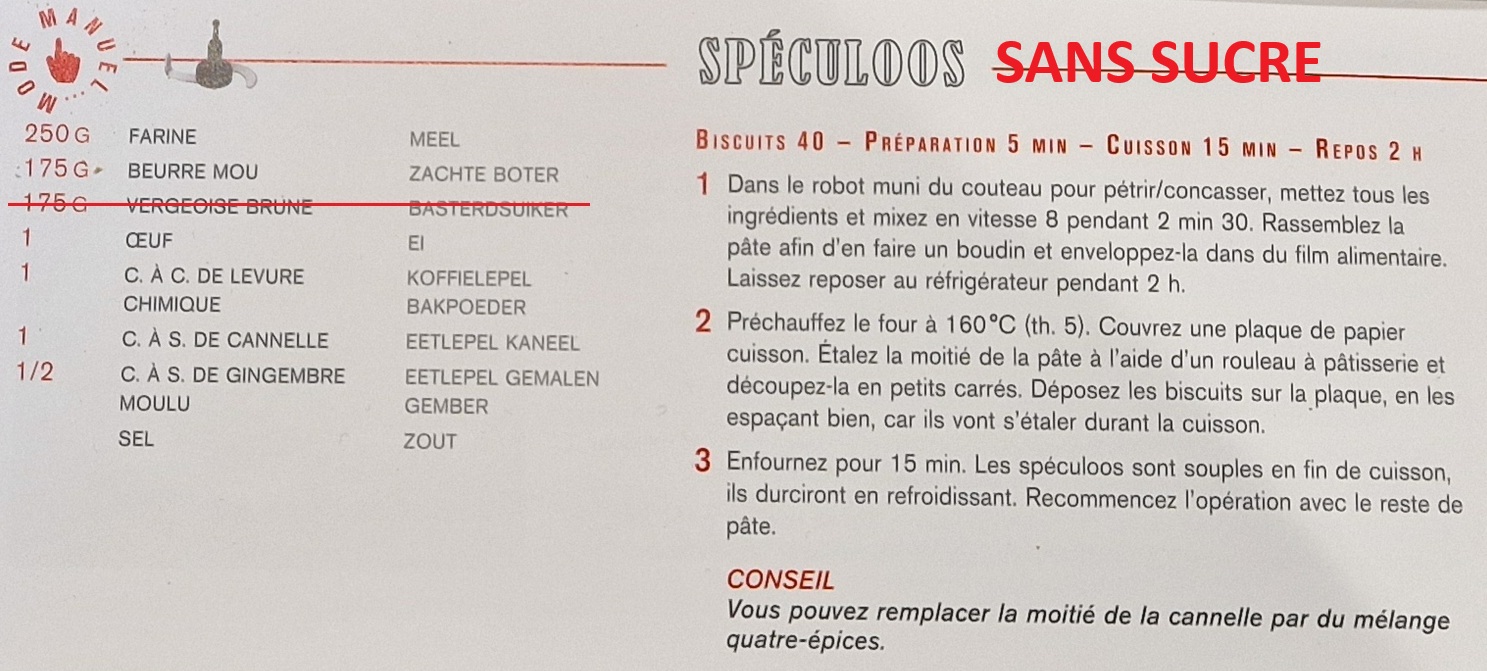 MODE MANUEL...
SPÉCULOOS SANS SUCRE
250 G FARINE MEEL
175 G BEURRE MOU ZACHTE BOTER
175 G VERGEOISE BRUNE BASTERDSUIKER
1 ŒUF EI
1 C. À C. DE LEVURE KOFFIELEPEL
CHIMIQUE BAKPOEDER
1 C. À S. DE CANNELLE EETLEPEL KANEEL
1/2 C. À S. DE GINGEMBRE EETLEPEL GEMALEN
MOULU GEMBER
SEL ZOUT
BISCUITS 40 – PRÉPARATION 5 MIN – CUISSON 15 MIN – REPOS 2 H
1 Dans le robot muni du couteau pour pétrir/concasser, mettez tous les
ingrédients et mixez en vitesse 8 pendant 2 min 30. Rassemblez la
pâte afin d'en faire un boudin et enveloppez-la dans du film alimentaire.
Laissez reposer au réfrigérateur pendant 2 h.
2 Préchauffez le four à 160°C (th. 5). Couvrez une plaque de papier
cuisson. Étalez la moitié de la pâte à l'aide d'un rouleau à pâtisserie et
découpez-la en petits carrés. Déposez les biscuits sur la plaque, en les
espaçant bien, car ils vont s'étaler durant la cuisson.
3 Enfournez pour 15 min. Les spéculoos sont souples en fin de cuisson,
ils durciront en refroidissant. Recommencez l'opération avec le reste de
pâte.
CONSEIL
Vous pouvez remplacer la moitié de la cannelle par du mélange
quatre-épices.